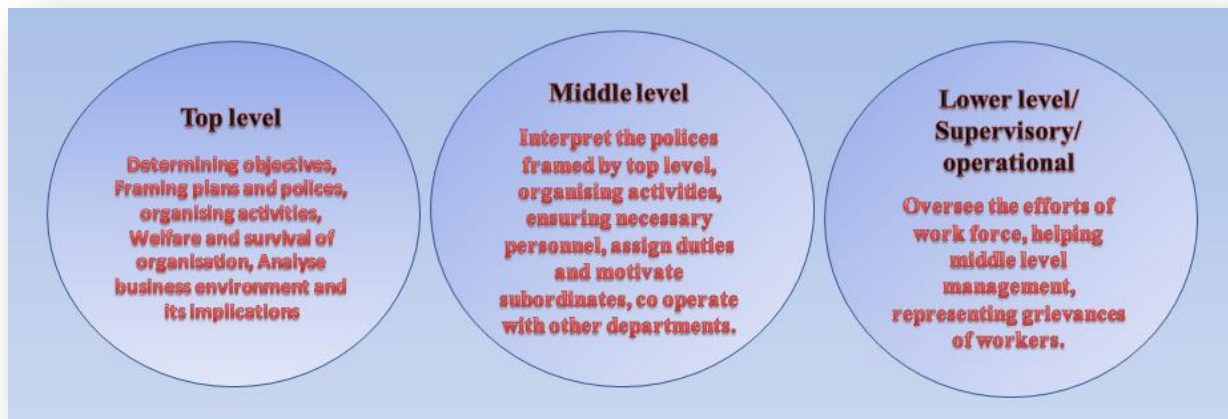 Top level
Determining objectives,
Framing plans and polices,
organising activities,
Welfare and survival of
organisation, Analyse
business environment and
its implications
Middle level
Interpret the polices
framed by top level,
organising activities,
ensuring necessary
personnel, assign duties
and motivate
subordinates, co operate
with other departments.
Lower level/
Supervisory/
operational
Oversee the efforts of
work force, helping
middle level
management,
representing grievances
of workers.